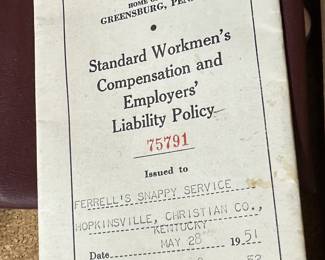 HOME
GREENSBURG,
Standard Workmen's
Compensation and
Employers'
Liability Policy
75791
Issued to
FERRELL'S SNAPPY SERVICE
HOPKINSVILLE, CHRISTIAN CO.,
KENTUCKY
Date MAY 28 1951